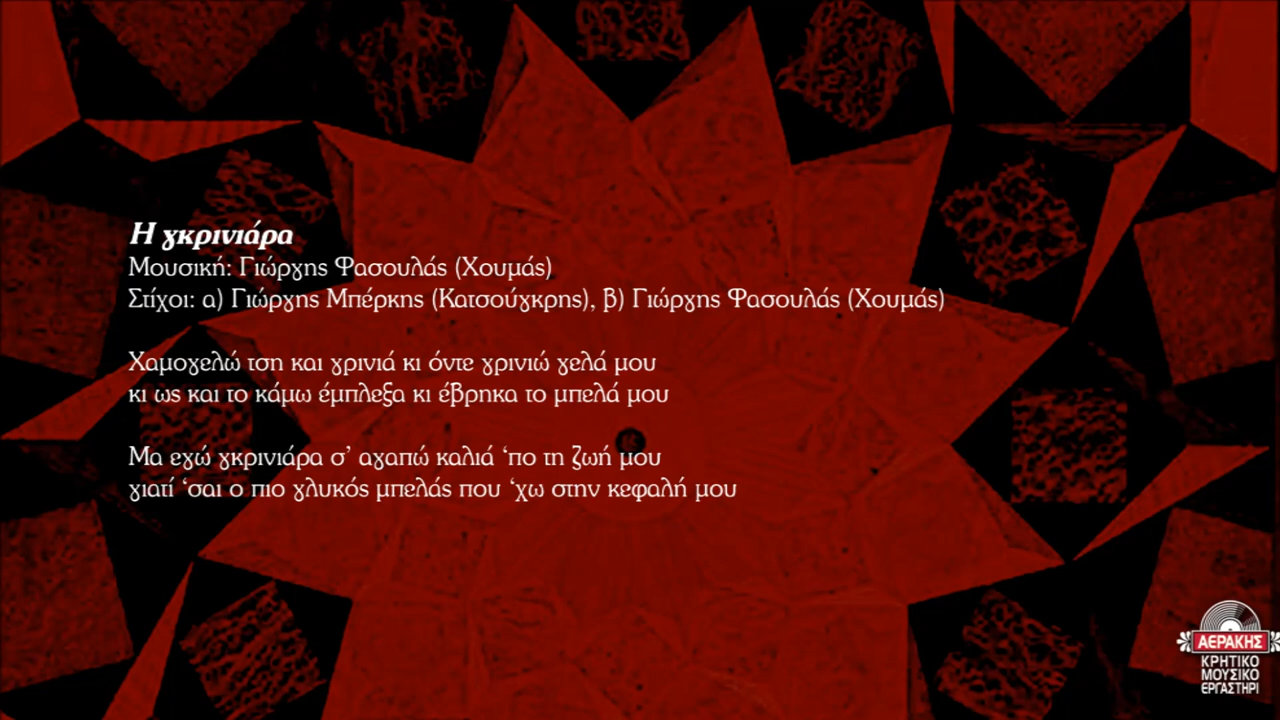 Η γκρινιάρα
Μουσική: Γιώργης Φασουλάς (Χουμάς)
Στίχοι: α) Γιώργης Μπέρκης (Κατσούγκρης), β) Γιώργης Φασουλάς (Χουμάς)
Χαμογελώ τση και γρινιά κι όντε γρινιώ γελά μου
κι ως και το κάμω έμπλεξα κι έβρηκα το μπελά μου
Μα εγώ γκρινιάρα σ’ αγαπώ καλιά ‘πο τη ζωή μου
γιατί ‘σαι ο πιο γλυκός μπελάς που ‘χω στην κεφαλή μου
ΑΕΡΑΚΗΣ
ΚΡΗΤΙΚΟ
ΜΟΥΣΙΚΟ
ΕΡΓΑΣΤΗΡΙ